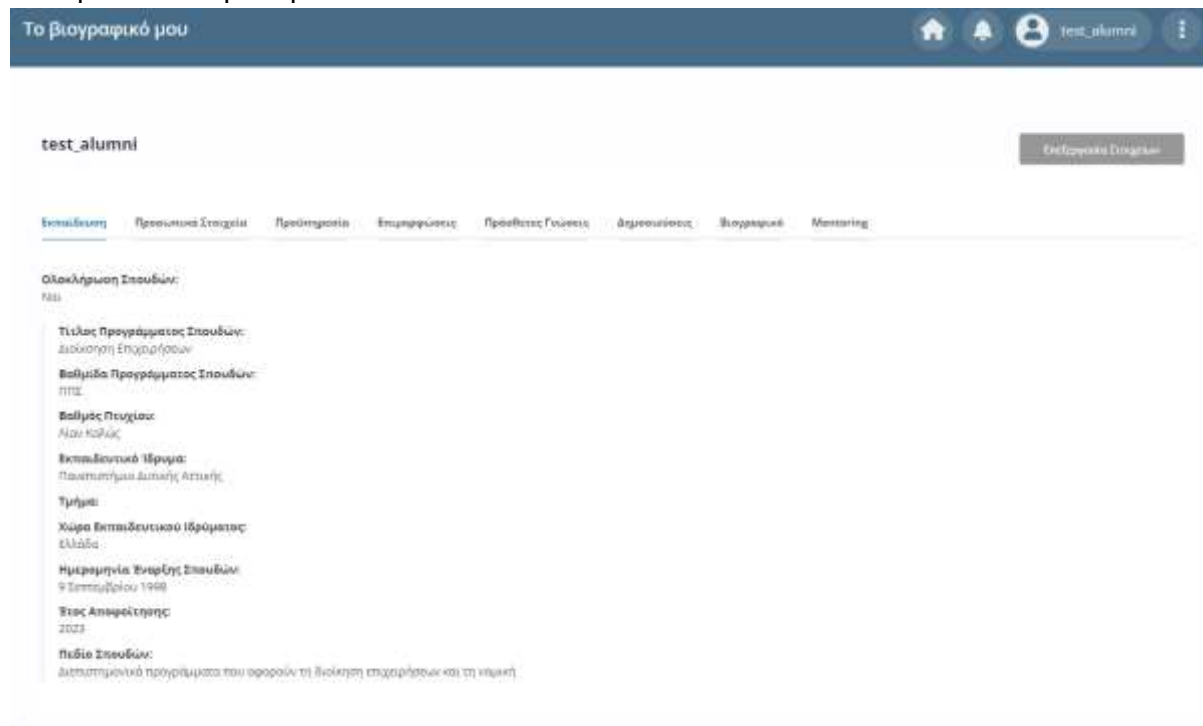 Το βιογραφικό μου
test_alumni
test_alumni
Επεξεργασία Στοιχείων
Εκπαίδευση Προσωπικά Στοιχεία Προϋπηρεσία Επιμορφώσεις Πρόσθετες Γνώσεις Δημοσιεύσεις Βιογραφικό Mentoring
Ολοκλήρωση Σπουδών:
Ναι
Τίτλος Προγράμματος Σπουδών:
Διοίκηση Επιχειρήσεων
Βαθμίδα Προγράμματος Σπουδών:
ΠΠΣ
Βαθμός Πτυχίου:
Λίαν Καλώς
Εκπαιδευτικό Ίδρυμα:
Πανεπιστήμιο Δυτικής Αττικής
Τμήμα:
Χώρα Εκπαιδευτικού Ιδρύματος:
Ελλάδα
Ημερομηνία Έναρξης Σπουδών:
9 Σεπτεμβρίου 1998
Έτος Αποφοίτησης:
2023
Πεδίο Σπουδών:
Διεπιστημονικά προγράμματα που αφορούν τη διοίκηση επιχειρήσεων και τη νομική